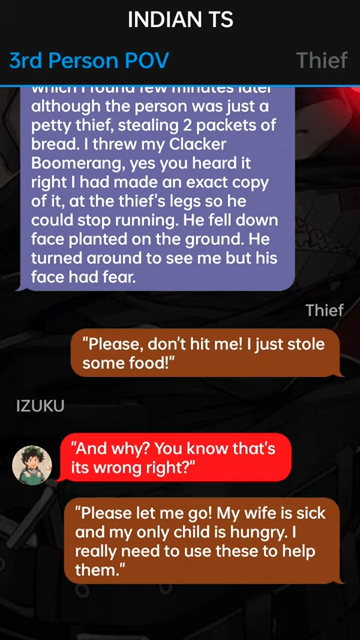 INDIAN TS
3rd Person POV
Thief
which I found few minutes later
although the person was just a
petty thief, stealing 2 packets of
bread. I threw my Clacker
Boomerang, yes you heard it
right I had made an exact copy
of it, at the thief's legs so he
could stop running. He fell down
face planted on the ground. He
turned around to see me but his
face had fear.
Thief
"Please, don't hit me! I just stole
some food!"
IZUKU
"And why? You know that's
its wrong right?"
"Please let me go! My wife is sick
and my only child is hungry. I
really need to use these to help
them."